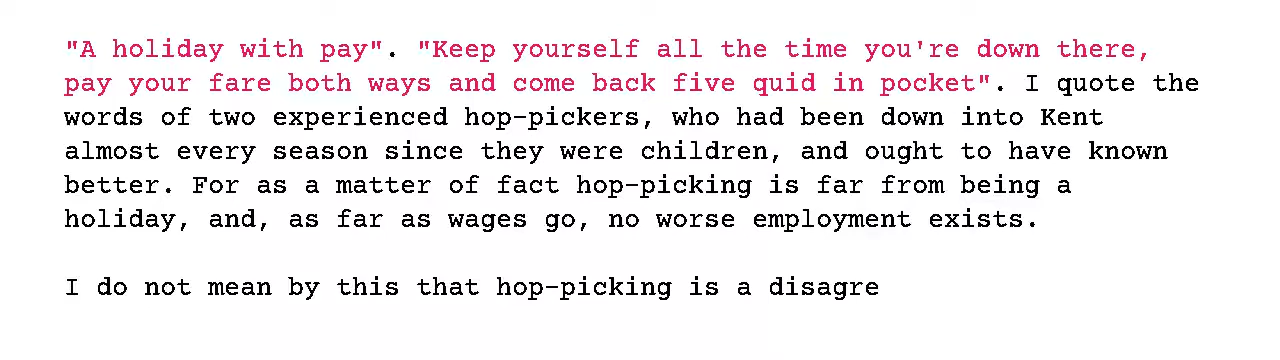 "A holiday with pay". "Keep yourself all the time you're down there,
pay your fare both ways and come back five quid in pocket". I quote the
words of two experienced hop-pickers, who had been down into Kent
almost every season since they were children, and ought to have known
better. For as a matter of fact hop-picking is far from being a
holiday, and, as far as wages go, no worse employment exists.

I do not mean by this that hop-picking is a disagre